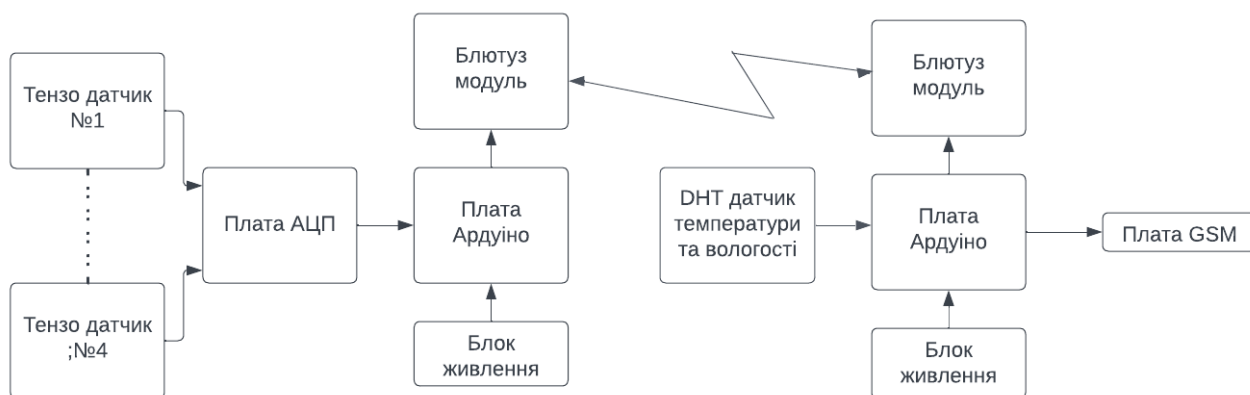 Тензо датчик
№1
Тензо датчик
;№4
Плата АЦП
Блютуз
модуль
Плата
Ардуіно
Блок
живлення
DHT датчик
температури
та вологості
Блютуз
модуль
Плата
Ардуіно
Блок
живлення
Плата GSM